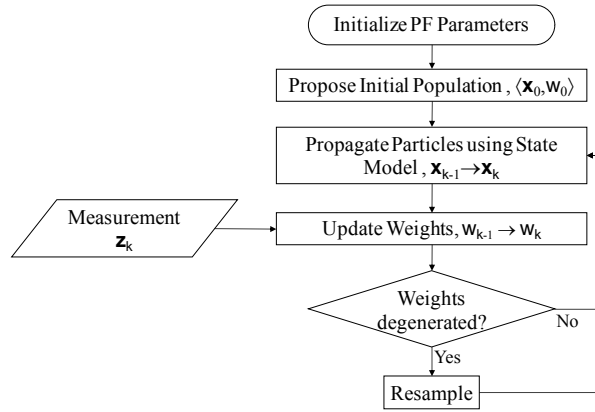 Initialize PF Parameters
Propose Initial Population , ⟨x₀,w₀⟩
Propagate Particles using State
Model , xₖ₋₁→xₖ
Measurement
zₖ
Update Weights, wₖ₋₁ → wₖ
Weights
degenerated?
No
Yes
Resample